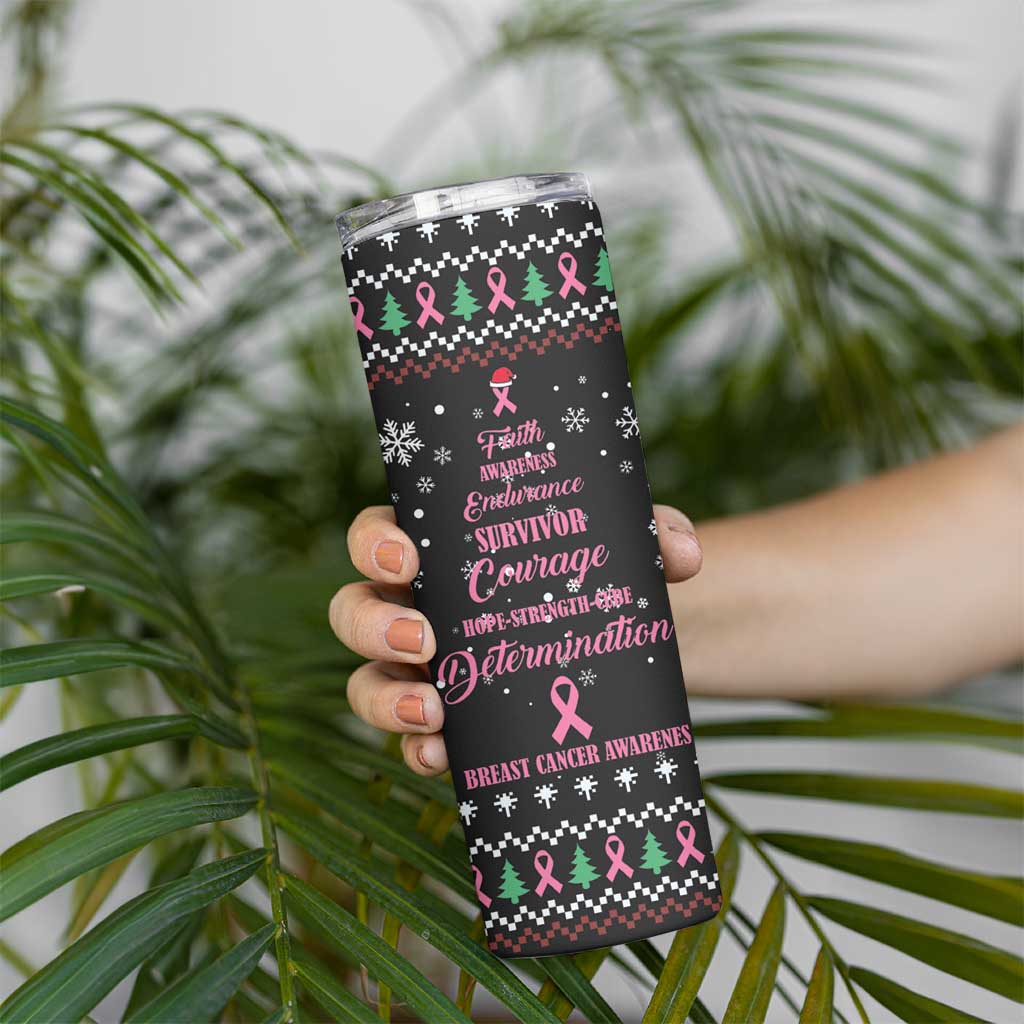 Faith
AWARENESS
Endurance
SURVIVOR
Courage
HOPE-STRENGTH-CURE
Determination
BREAST CANCER AWARENES